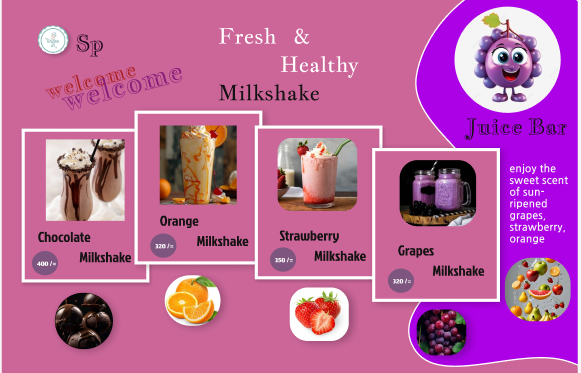 Sp
welcome
welcome
Fresh &
Healthy
Milkshake
Juice Bar
enjoy the
sweet scent
of sun-
ripened
grapes,
strawberry,
orange
Chocolate
Milkshake
400 /=
Orange
Milkshake
320 /=
Strawberry
Milkshake
350 /=
Grapes
Milkshake
320 /=